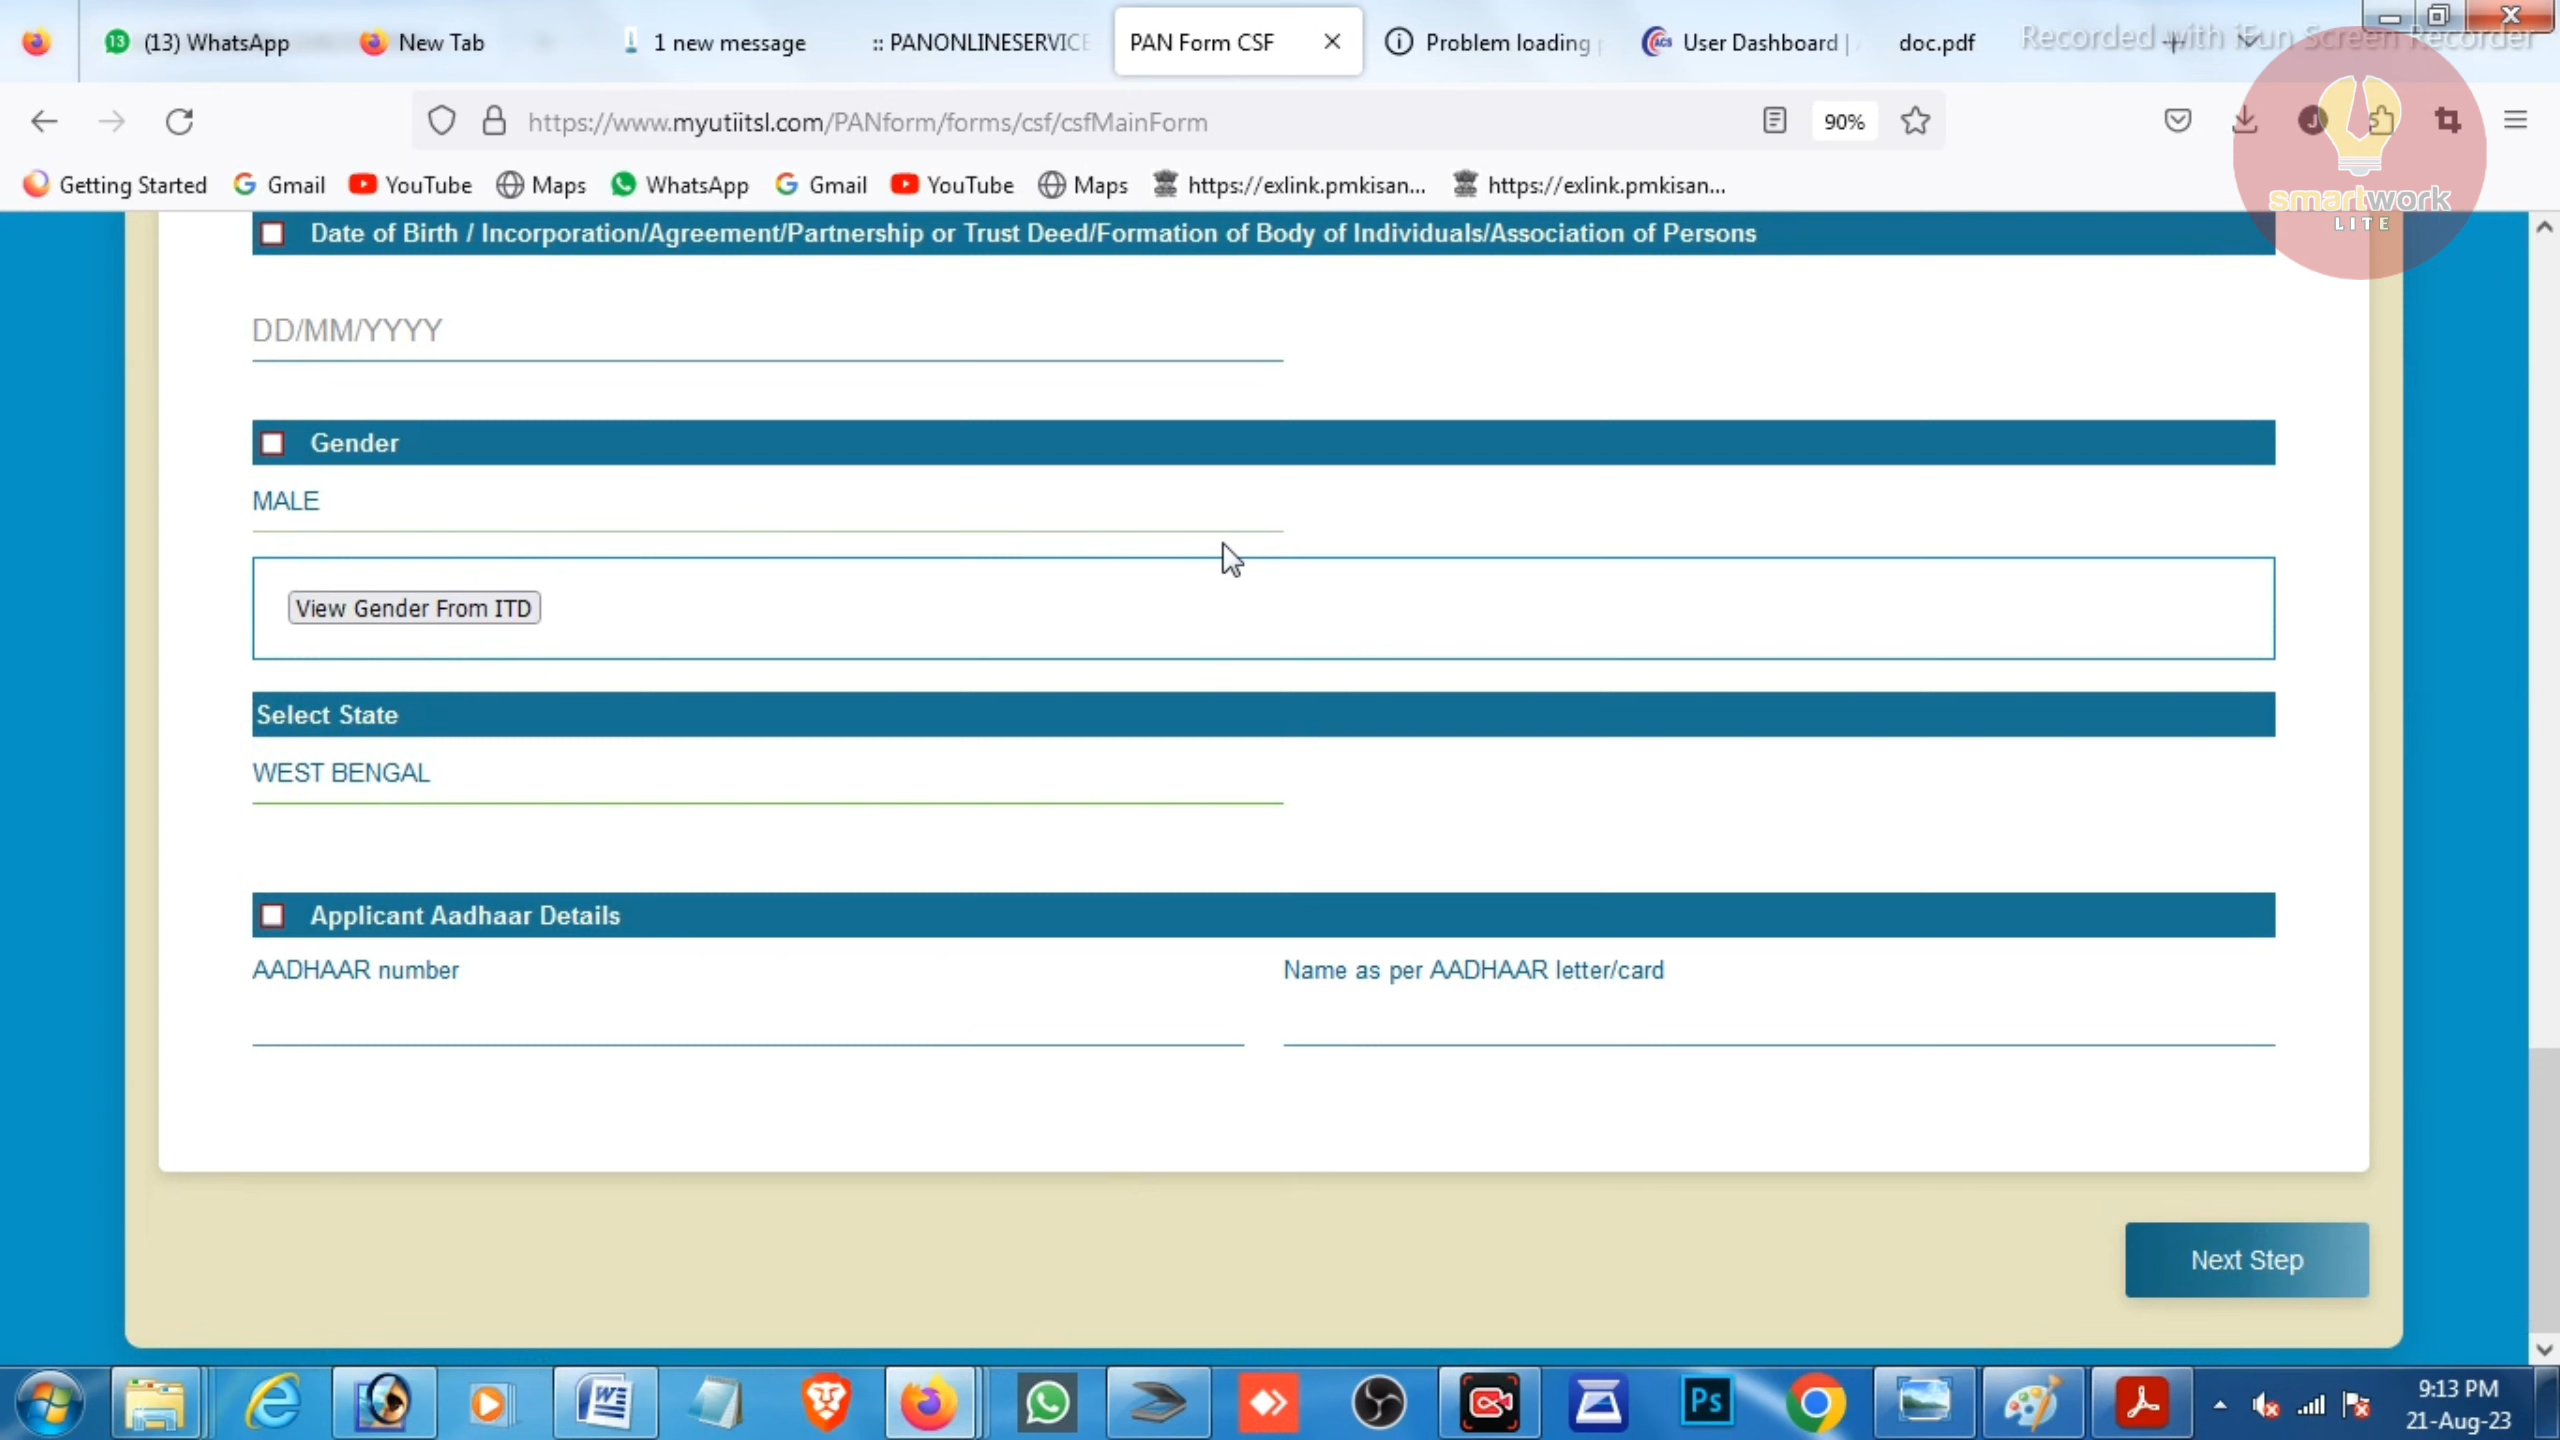 (13) WhatsApp
New Tab
1 new message
:: PANONLINESERVICE
PAN Form CSF
Problem loading
User Dashboard |
doc.pdf
Recorded with iFun Screen Recorder
https://www.myutiitsl.com/PANform/forms/csf/csfMainForm
90%
smartwork
LITE
Getting Started
Gmail
YouTube
Maps
WhatsApp
Gmail
YouTube
Maps
https://exlink.pmkisan...
https://exlink.pmkisan...
Date of Birth / Incorporation/Agreement/Partnership or Trust Deed/Formation of Body of Individuals/Association of Persons
DD/MM/YYYY
Gender
MALE
View Gender From ITD
Select State
WEST BENGAL
Applicant Aadhaar Details
AADHAAR number
Name as per AADHAAR letter/card
Next Step
Ps
9:13 PM
21-Aug-23